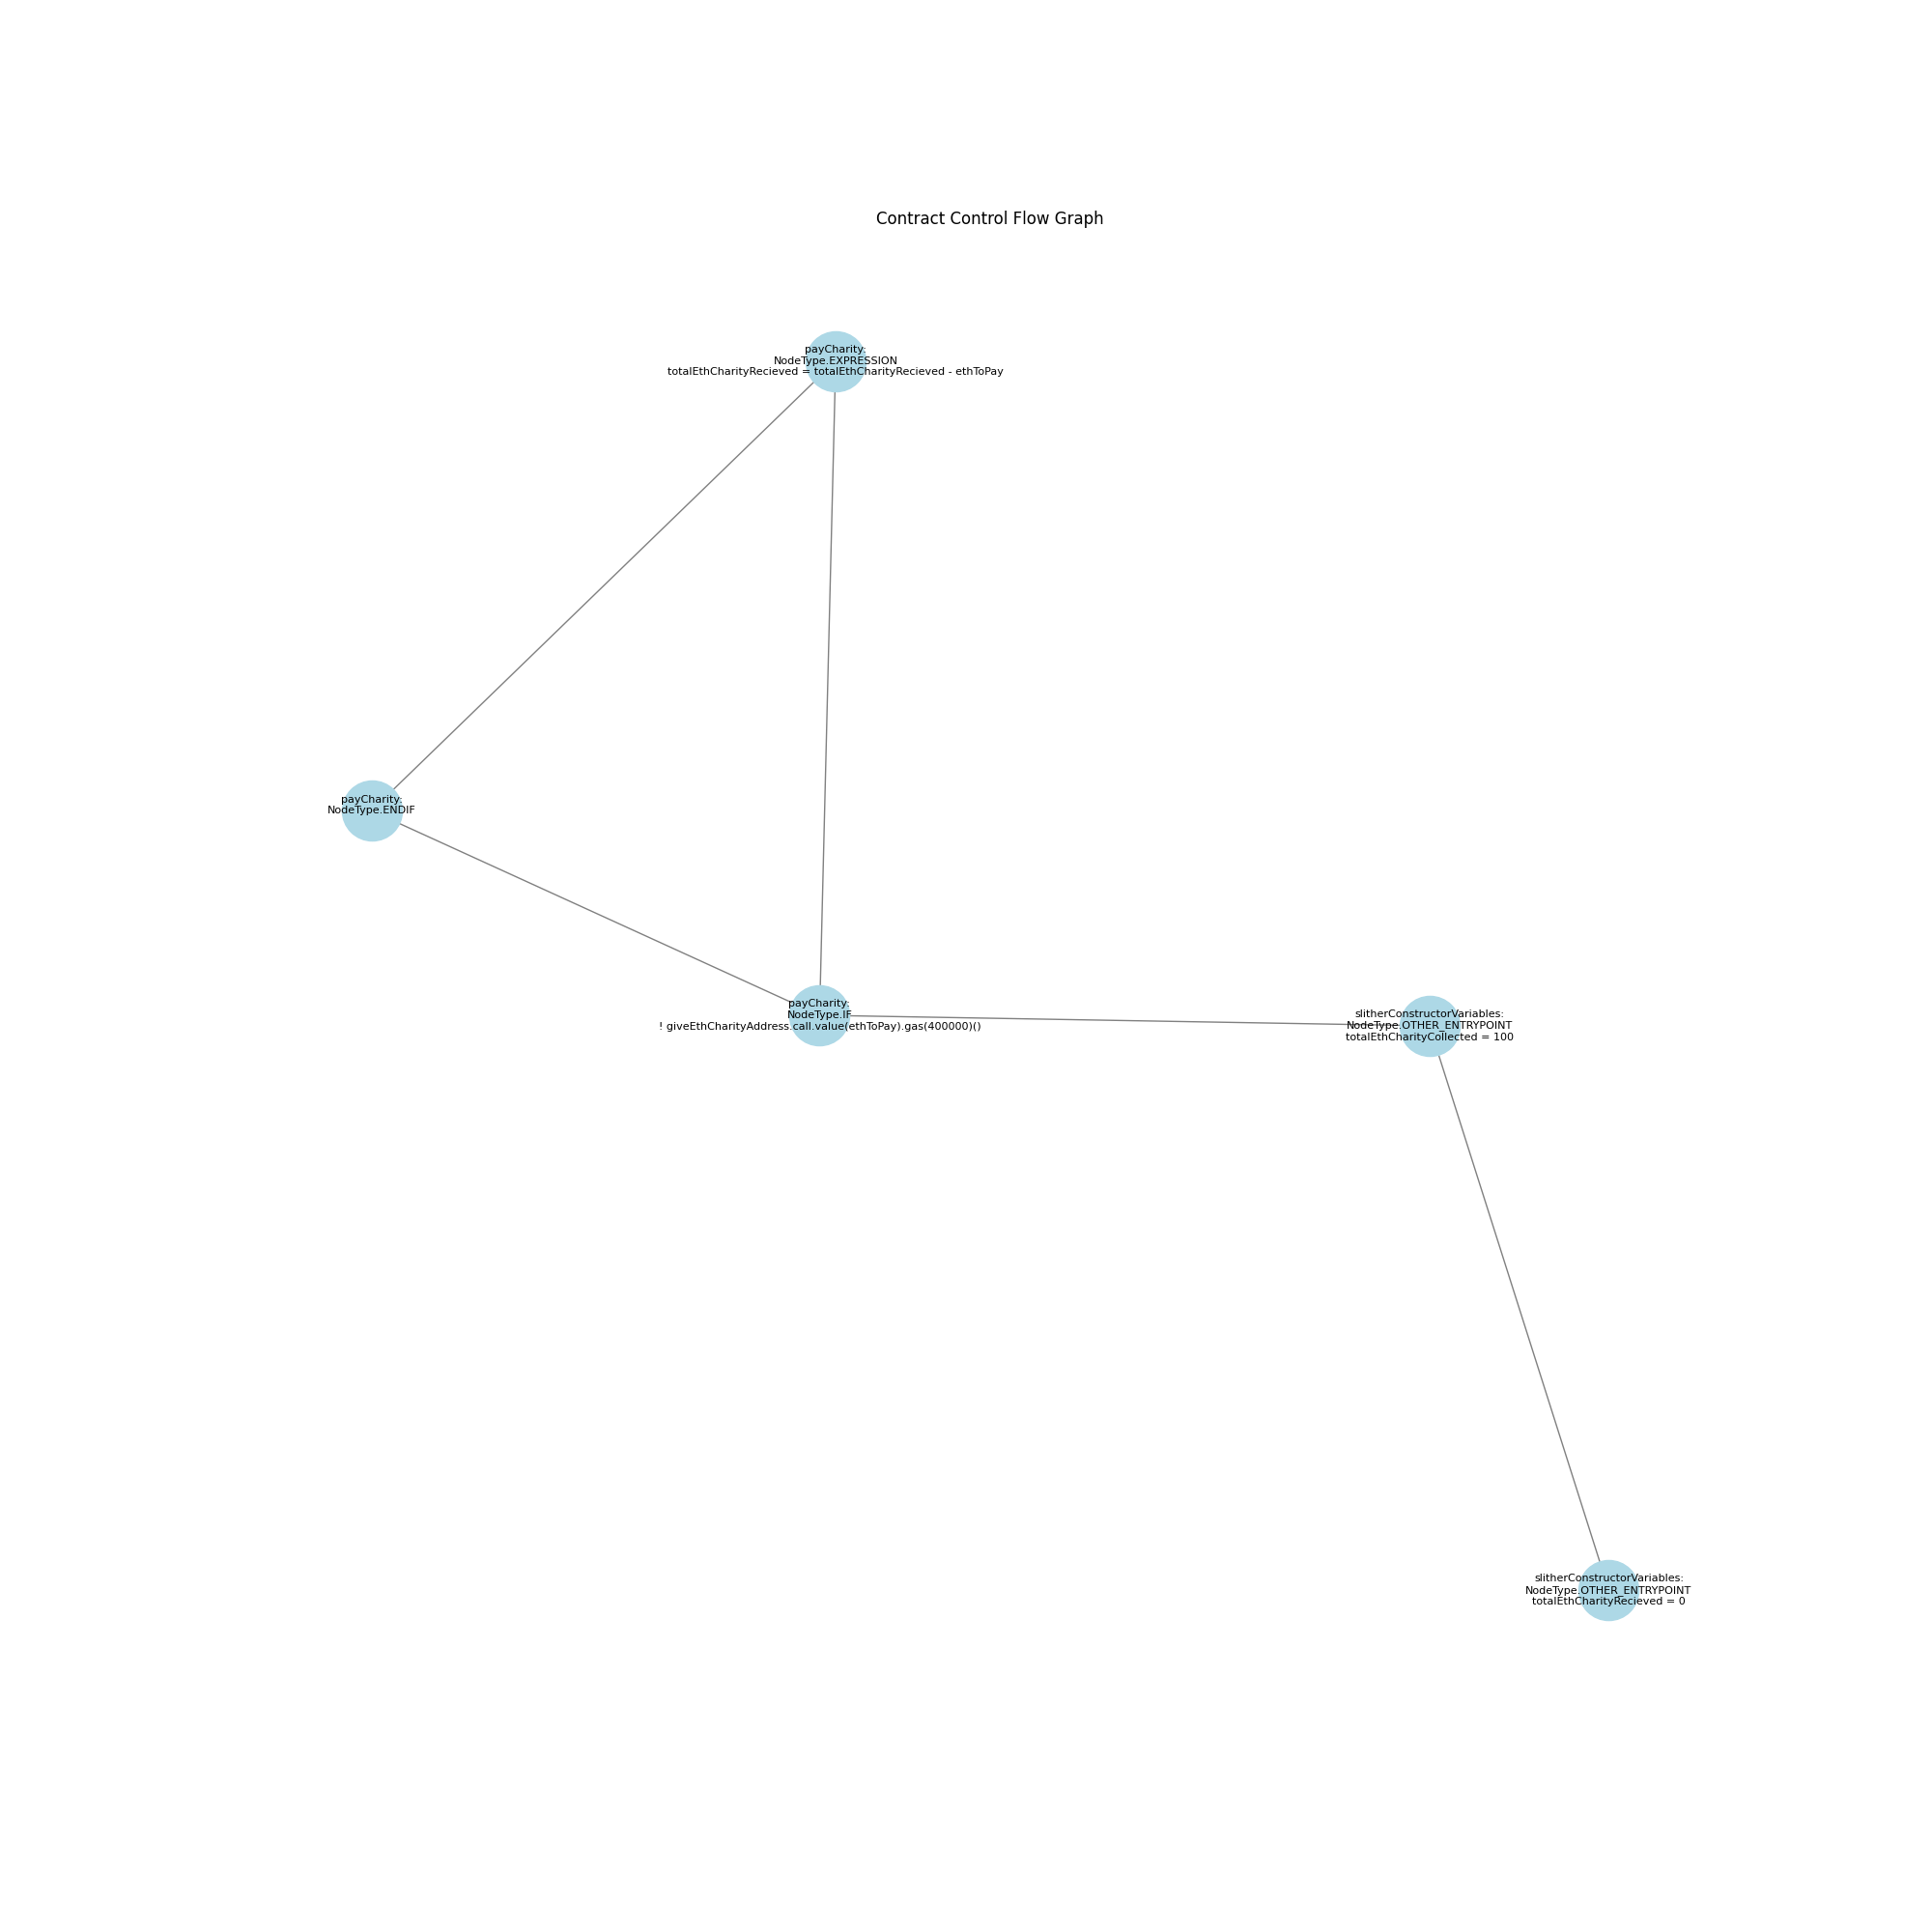 Contract Control Flow Graph
payCharity:
NodeType.EXPRESSION
totalEthCharityRecieved = totalEthCharityRecieved - ethToPay
payCharity:
NodeType.ENDIF
payCharity:
NodeType.IF
! giveEthCharityAddress.call.value(ethToPay).gas(400000)()
slitherConstructorVariables:
NodeType.OTHER_ENTRYPOINT
totalEthCharityCollected = 100
slitherConstructorVariables:
NodeType.OTHER_ENTRYPOINT
totalEthCharityRecieved = 0